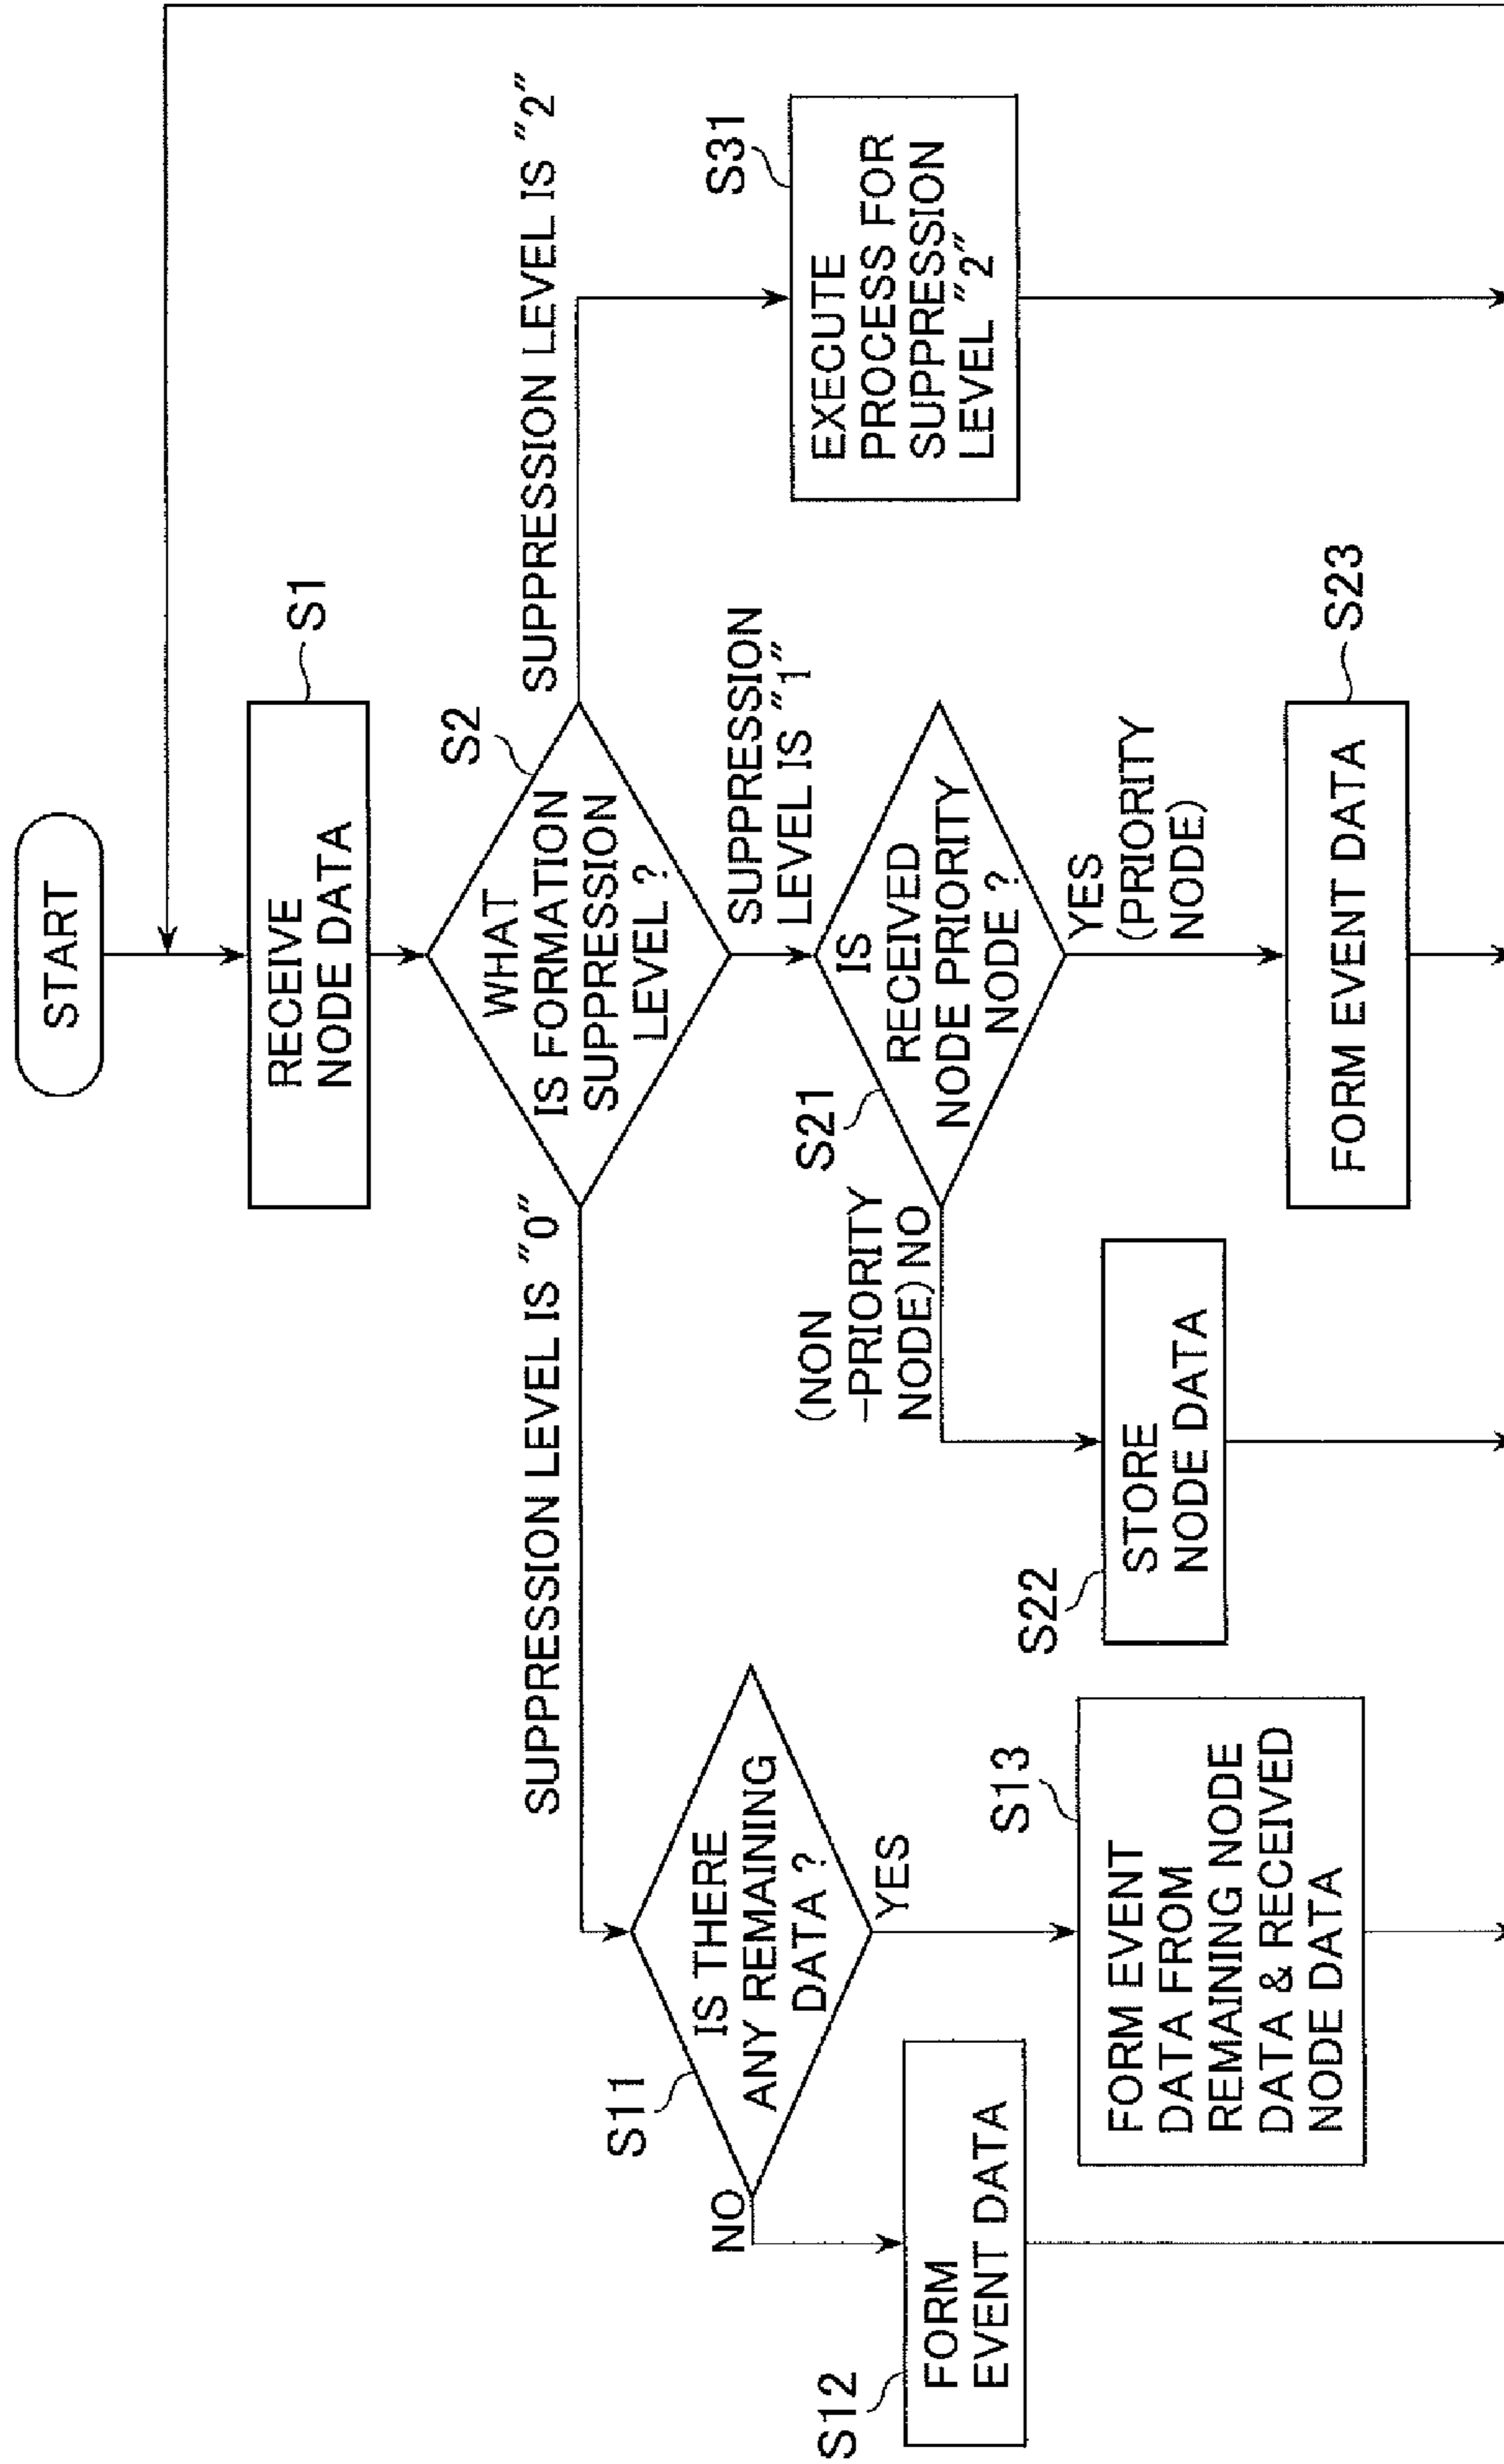 START
S1
RECEIVE
NODE DATA
S2
WHAT
IS FORMATION
SUPPRESSION
LEVEL ?
SUPPRESSION LEVEL IS "0"
SUPPRESSION LEVEL IS "2"
SUPPRESSION
LEVEL IS "1"
S11
IS THERE
ANY REMAINING
DATA ?
NO
YES
S12
FORM
EVENT DATA
S13
FORM EVENT
DATA FROM
REMAINING NODE
DATA & RECEIVED
NODE DATA
S21
IS
RECEIVED
NODE PRIORITY
NODE ?
(NON
-PRIORITY
NODE) NO
YES
(PRIORITY
NODE)
S22
STORE
NODE DATA
S23
FORM EVENT DATA
S31
EXECUTE
PROCESS FOR
SUPPRESSION
LEVEL "2"